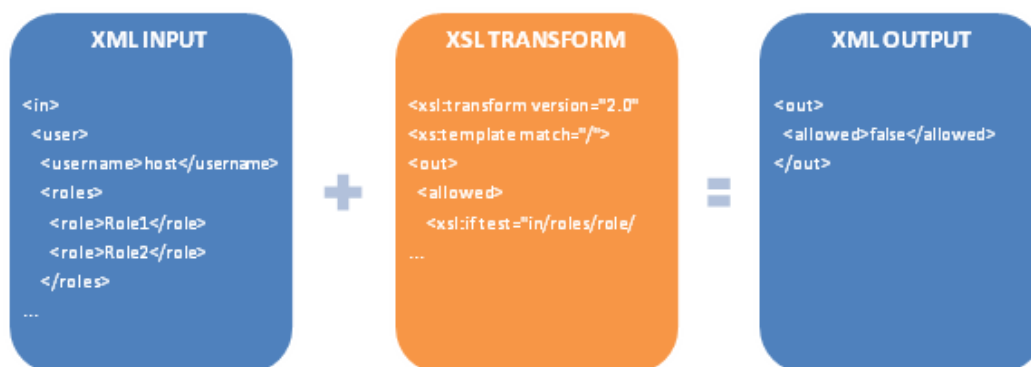 XML INPUT
<in>
<user>
<username>host</username>
<roles>
<role>Role1</role>
<role>Role2</role>
</roles>
...
XSL TRANSFORM
<xsl:transform version="2.0"
<xs:template match="/">
<out>
<allowed>
<xsl:if test="in/roles/role/
...
XML OUTPUT
<out>
<allowed>false</allowed>
</out>